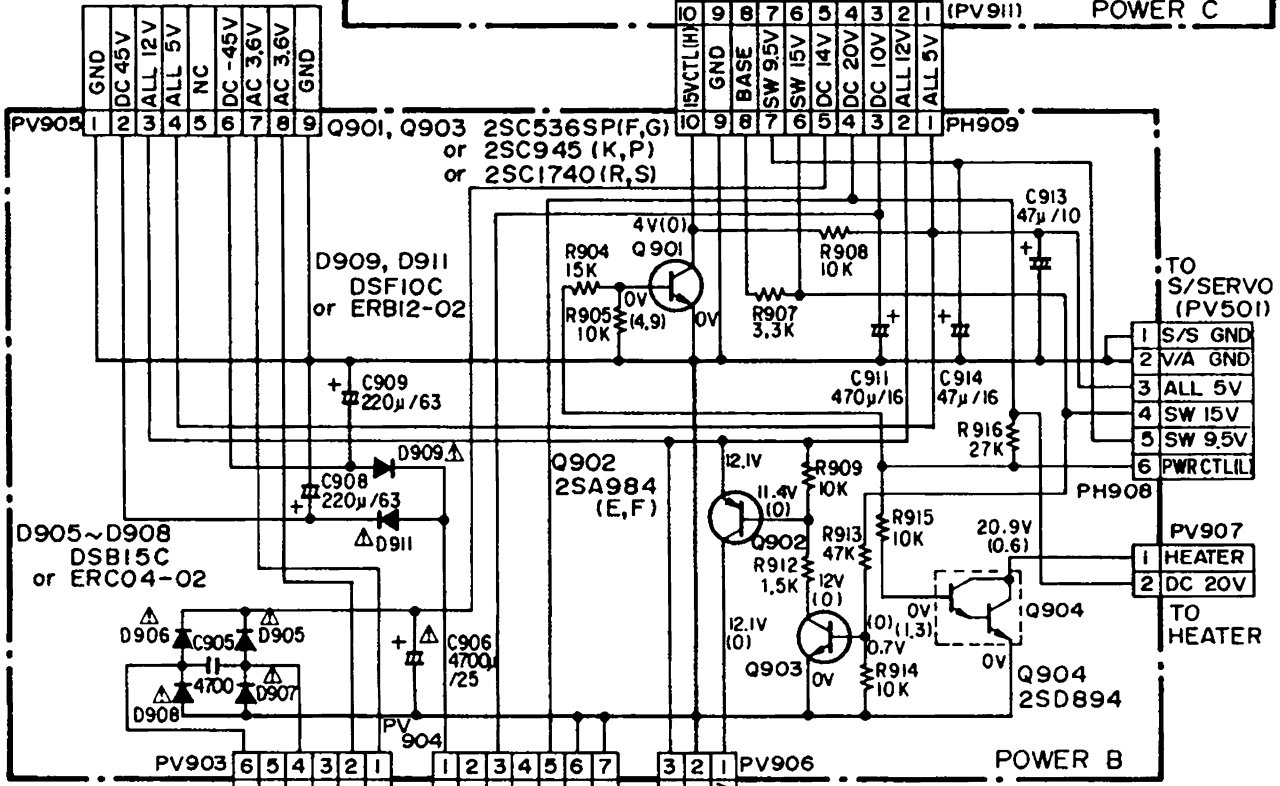 POWER C
(PV911)
10 9 8 7 6 5 4 3 2 1
15VCTL(H)
GND
BASE
SW 9.5V
SW 15V
DC 14V
DC 20V
DC 10V
ALL 12V
ALL 5V
10 9 8 7 6 5 4 3 2 1
PH909
GND
DC 45V
ALL 12V
ALL 5V
NC
DC -45V
AC 3.6V
AC 3.6V
GND
PV905 1 2 3 4 5 6 7 8 9
Q901, Q903 2SC536SP(F,G)
or 2SC945 (K,P)
or 2SC1740(R,S)
C913
47µ/10
+
4V(0)
Q901
R908
10K
R904
15K
D909, D911
DSF10C
or ERB12-02
0V
(4,9)
0V
R905
10K
R907
3,3K
+
+
TO
S/SERVO
(PV501)
1 S/S GND
2 V/A GND
3 ALL 5V
4 SW 15V
5 SW 9.5V
6 PWRCTL(L)
PH908
+
C909
220µ/63
C911
470µ/16
C914
47µ/16
R916
27K
D909⚠
Q902
2SA984
(E,F)
12.1V
R909
10K
11.4V
(0)
Q902
C908
220µ/63
+
⚠D911
D905~D908
DSB15C
or ERC04-02
R913
47K
R915
10K
R912
1,5K
12V
(0)
20.9V
(0.6)
PV907
1 HEATER
2 DC 20V
TO
HEATER
⚠
D906
C905
4700
⚠
D905
+
⚠
C906
4700µ
/25
12.1V
(0)
Q903
0V
(0)
0.7V
0V
(1,3)
Q904
0V
R914
10K
Q904
2SD894
⚠
D908
⚠
D907
PV
904
PV903 6 5 4 3 2 1
1 2 3 4 5 6 7
3 2 1 PV906
POWER B